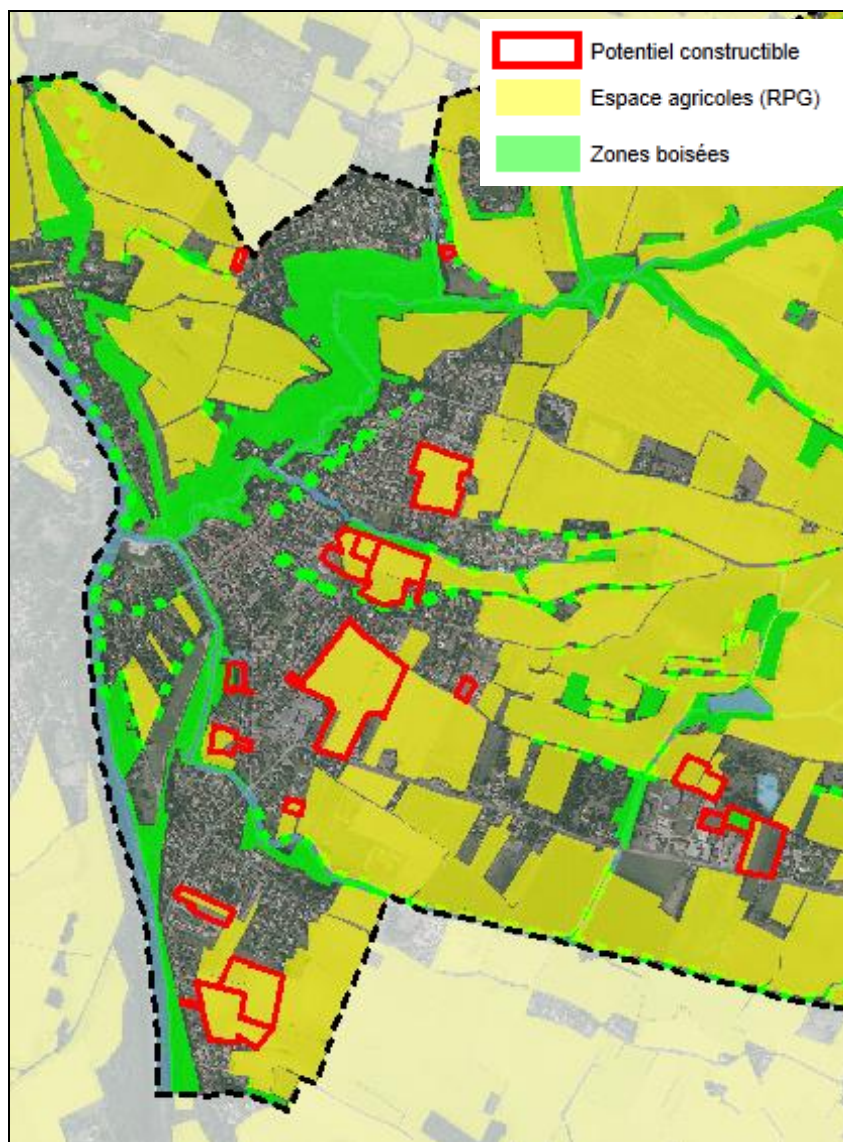 Potentiel constructible
Espace agricoles (RPG)
Zones boisées